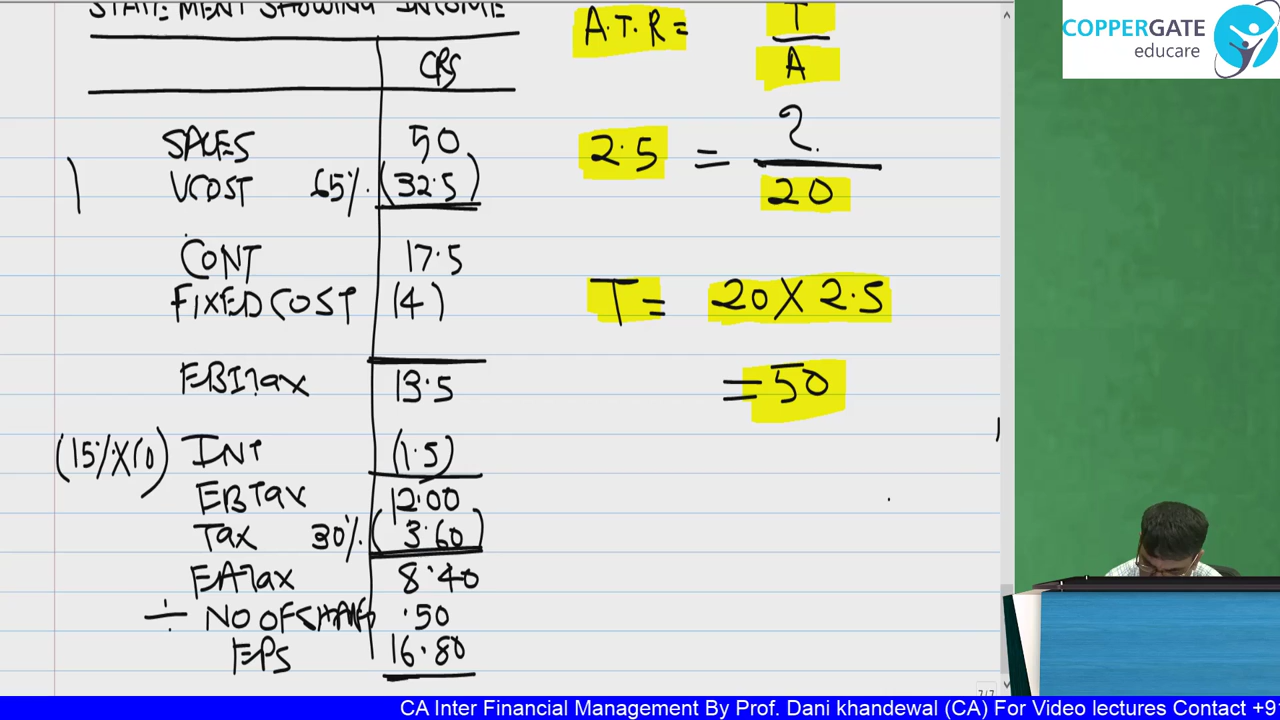 STATEMENT SHOWING INCOME
CRS
SALES 50
VCOST 65% (32.5)
CONT 17.5
FIXED COST (4)
EBITax 13.5
(15% X 10) INT (1.5)
EBTax 12.00
Tax 30% (3.60)
EATax 8.40
÷ NO OF SHARES .50
EPS 16.80
A.T.R = T
A
2.5 = ?
20
T = 20 X 2.5
= 50
COPPERGATE
educare
7/7
CA Inter Financial Management By Prof. Dani khandewal (CA) For Video lectures Contact +9